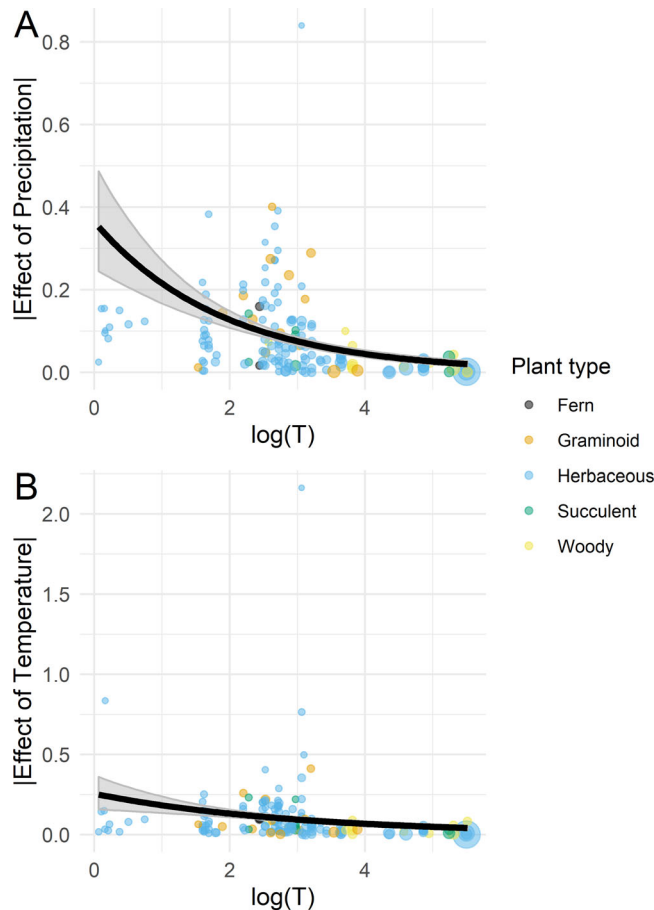 A
|Effect of Precipitation|
0.8
0.6
0.4
0.2
0.0
0 2 4
log(T)
Plant type
Fern
Graminoid
Herbaceous
Succulent
Woody
B
|Effect of Temperature|
2.0
1.5
1.0
0.5
0.0
0 2 4
log(T)